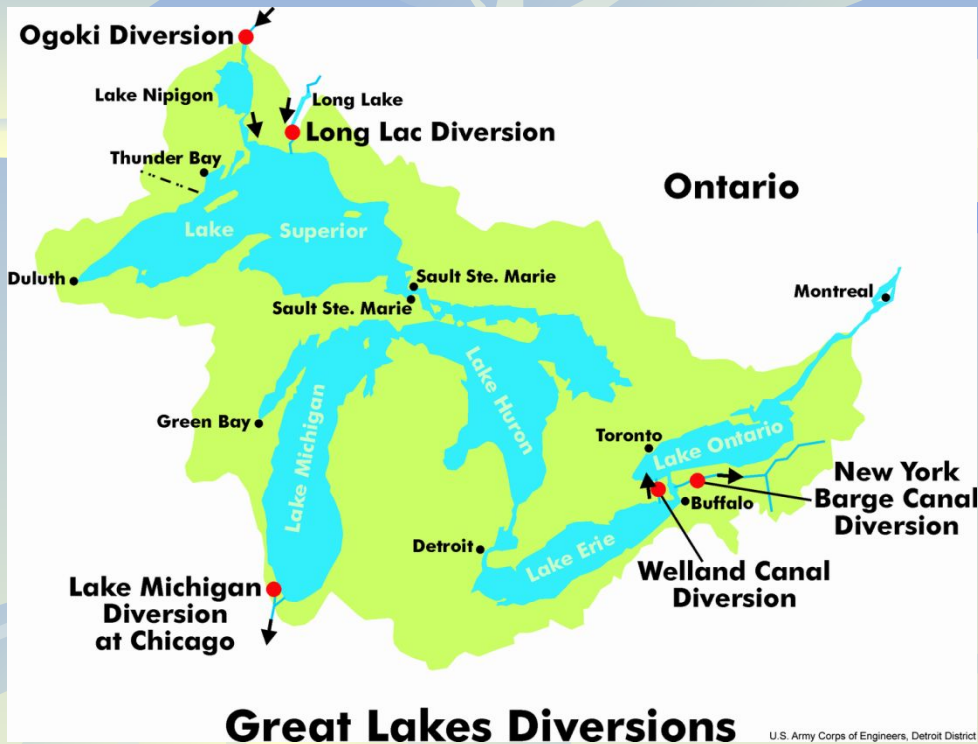 Ogoki Diversion
Lake Nipigon
Long Lake
Long Lac Diversion
Thunder Bay
Ontario
Lake Superior
Duluth
Sault Ste. Marie
Sault Ste. Marie
Montreal
Lake Huron
Lake Michigan
Green Bay
Toronto
Lake Ontario
New York
Barge Canal
Diversion
Buffalo
Detroit
Lake Erie
Welland Canal
Diversion
Lake Michigan
Diversion
at Chicago
Great Lakes Diversions
U.S. Army Corps of Engineers, Detroit District